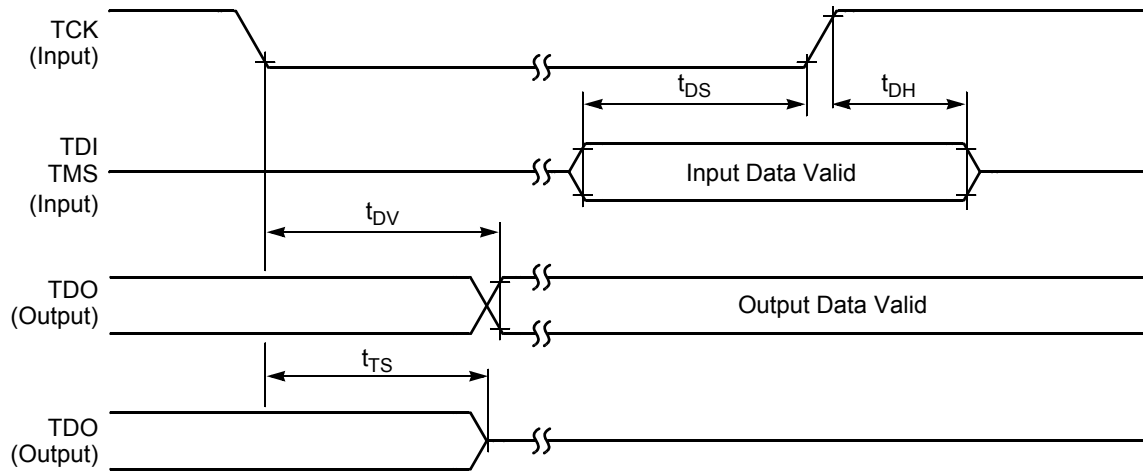 TCK
(Input)
tDS
tDH
TDI
TMS
(Input)
Input Data Valid
tDV
TDO
(Output)
Output Data Valid
tTS
TDO
(Output)